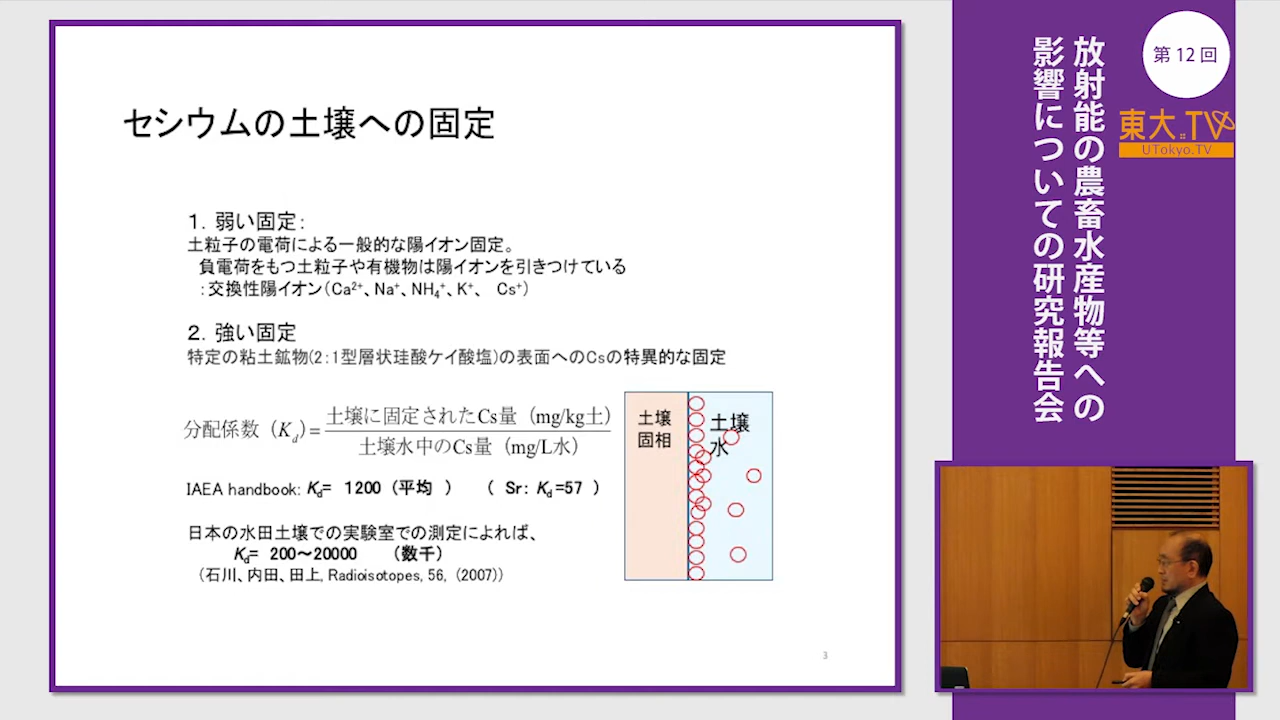 セシウムの土壌への固定
1. 弱い固定:
土粒子の電荷による一般的な陽イオン固定。
負電荷をもつ土粒子や有機物は陽イオンを引きつけている
:交換性陽イオン(Ca²⁺、Na⁺、NH₄⁺、K⁺、 Cs⁺)
2. 強い固定
特定の粘土鉱物(2:1型層状珪酸ケイ酸塩)の表面へのCsの特異的な固定
分配係数(K_d)= 土壌に固定されたCs量(mg/kg土)
土壌水中のCs量(mg/L水)
IAEA handbook: K_d= 1200 (平均 ) ( Sr: K_d=57 )
日本の水田土壌での実験室での測定によれば、
K_d= 200~20000 (数千)
(石川、内田、田上, Radioisotopes, 56, (2007))
土壌
固相
土壌
水
3
第12回
東大.TV
UTokyo.TV
放射能の農畜水産物等への
影響についての研究報告会